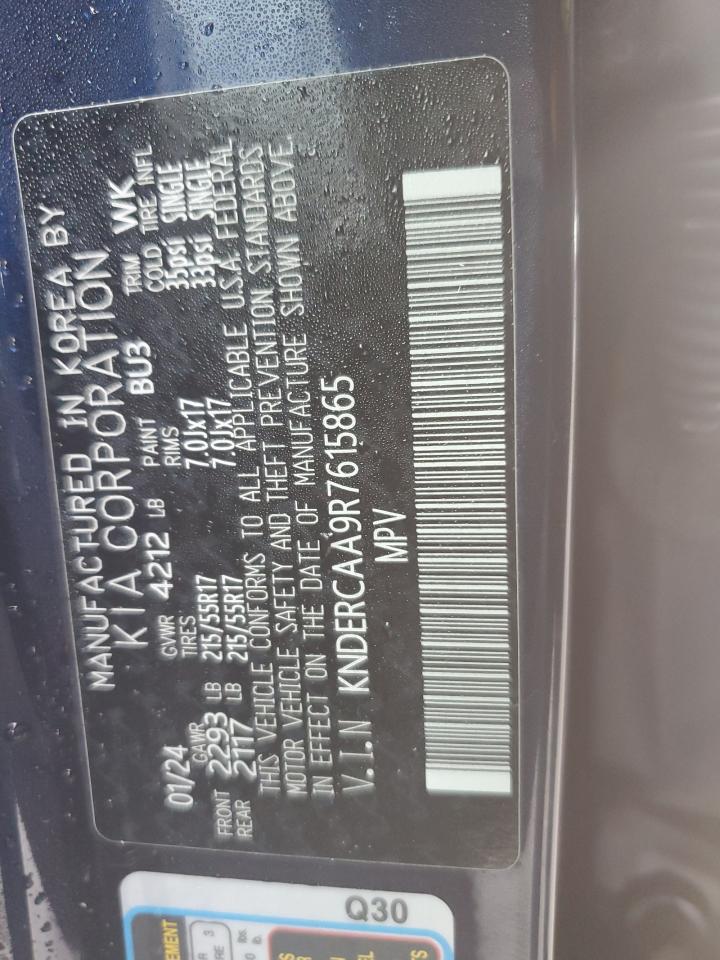 MANUFACTURED IN KOREA BY
KIA CORPORATION
01/24 GVWR 4212 LB PAINT BU3 TRIM WK
GAWR TIRES RIMS COLD TIRE INFL
FRONT 2293 LB 215/55R17 7.0Jx17 35psi SINGLE
REAR 2117 LB 215/55R17 7.0Jx17 33psi SINGLE
THIS VEHICLE CONFORMS TO ALL APPLICABLE U.S.A. FEDERAL
MOTOR VEHICLE SAFETY AND THEFT PREVENTION STANDARDS
IN EFFECT ON THE DATE OF MANUFACTURE SHOWN ABOVE.
V.I.N KNDERCAA9R7615865
MPV
Q30